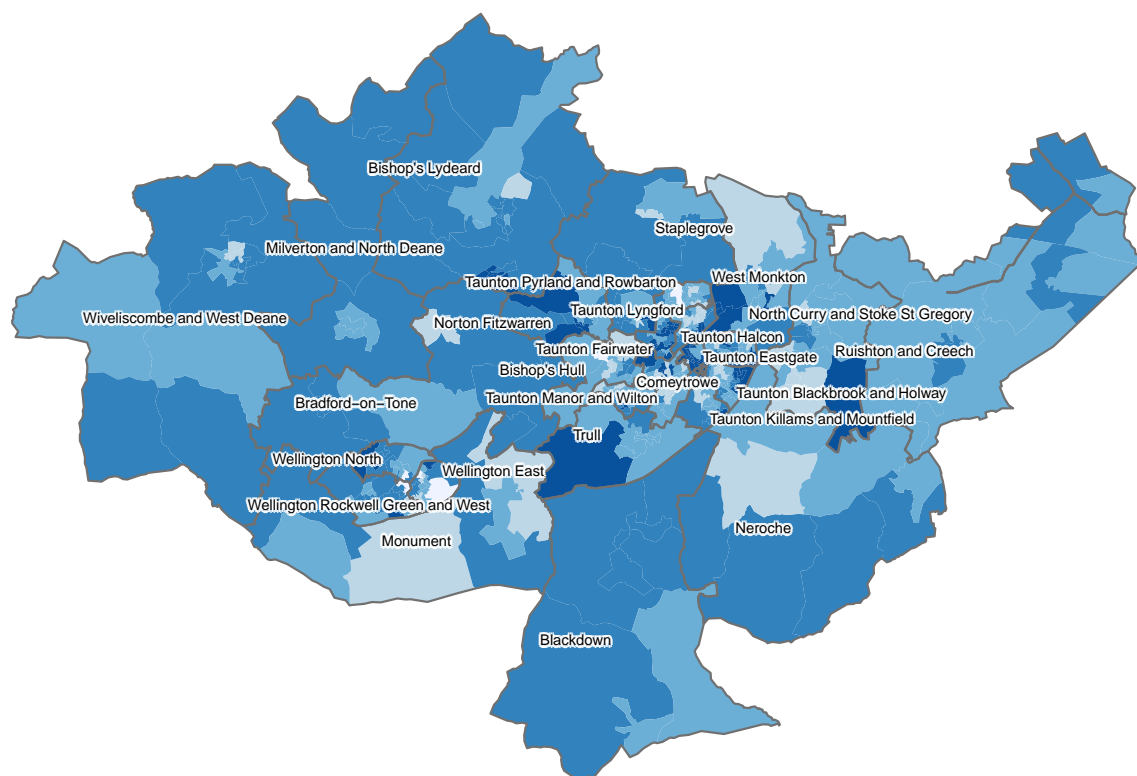 Bishop's Lydeard
Staplegrove
Milverton and North Deane
West Monkton
Taunton Pyrland and Rowbarton
Taunton Lyngford
North Curry and Stoke St Gregory
Wiveliscombe and West Deane
Norton Fitzwarren
Taunton Halcon
Taunton Fairwater
Ruishton and Creech
Taunton Eastgate
Bishop's Hull
Comeytrowe
Taunton Blackbrook and Holway
Taunton Manor and Wilton
Bradford−on−Tone
Taunton Killams and Mountfield
Trull
Wellington North
Wellington East
Wellington Rockwell Green and West
Neroche
Monument
Blackdown